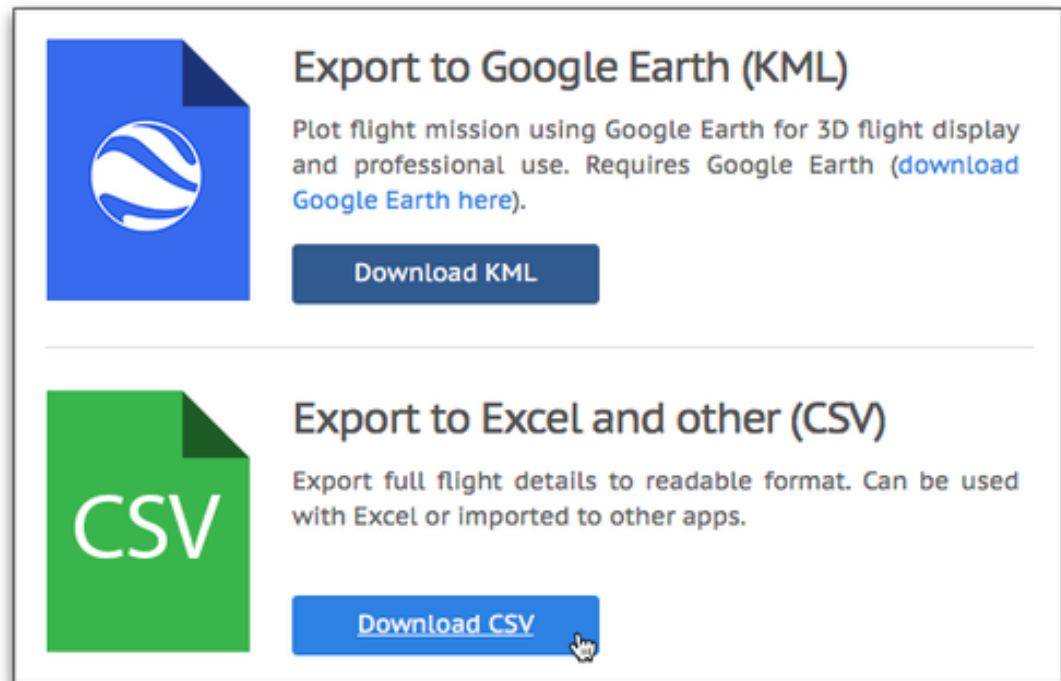 Export to Google Earth (KML)
Plot flight mission using Google Earth for 3D flight display
and professional use. Requires Google Earth (download
Google Earth here).
Download KML
CSV
Export to Excel and other (CSV)
Export full flight details to readable format. Can be used
with Excel or imported to other apps.
Download CSV